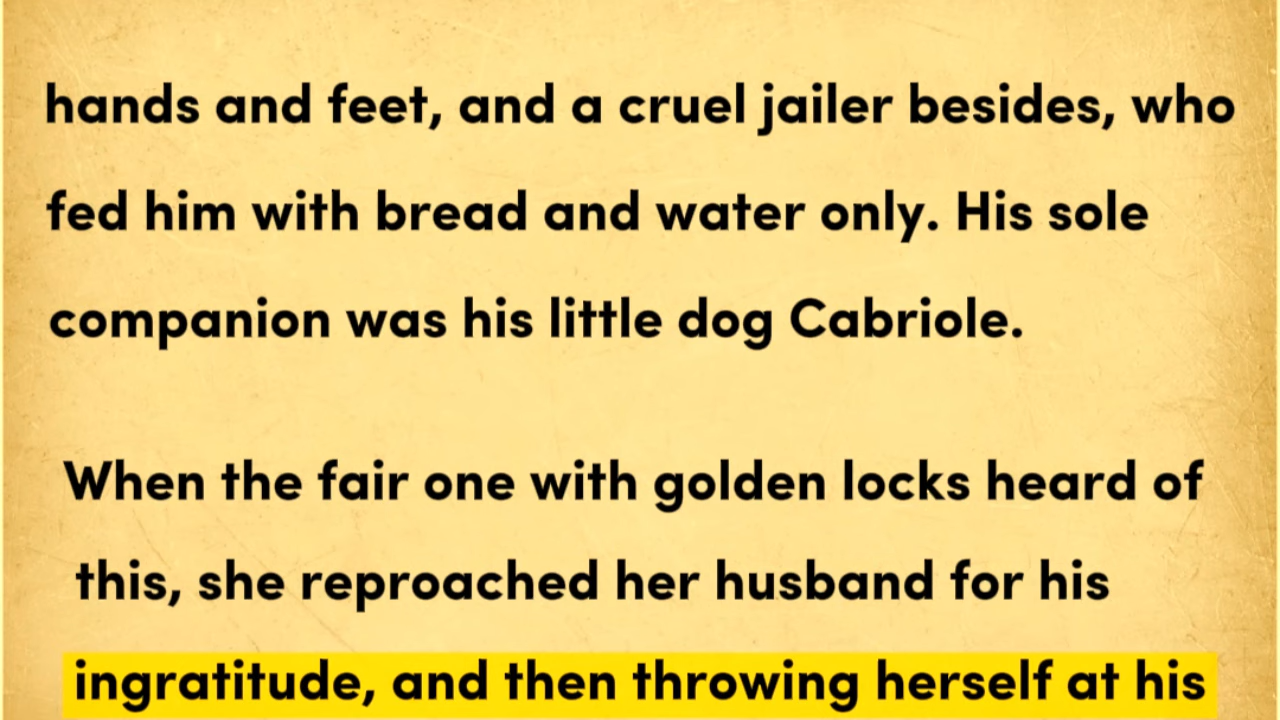 hands and feet, and a cruel jailer besides, who
fed him with bread and water only. His sole
companion was his little dog Cabriole.
When the fair one with golden locks heard of
this, she reproached her husband for his
ingratitude, and then throwing herself at his